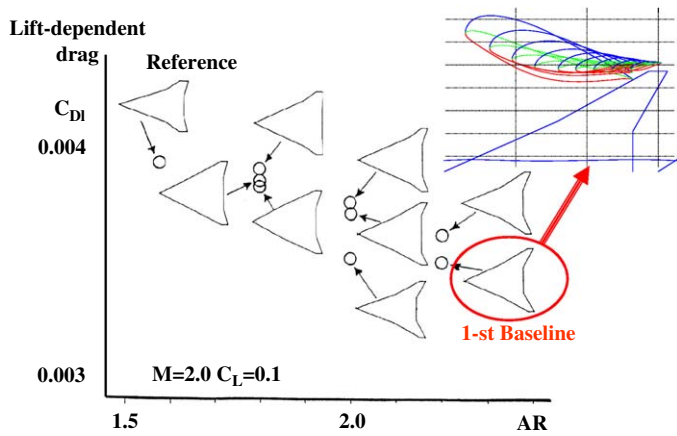 Lift-dependent
drag
Reference
C_Dl
0.004
1-st Baseline
0.003
M=2.0 C_L=0.1
1.5
2.0
AR